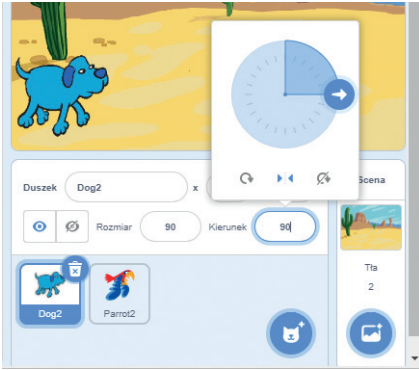 Duszek Dog2 x Scena
Rozmiar 90 Kierunek 90
Tła
2
Dog2 Parrot2